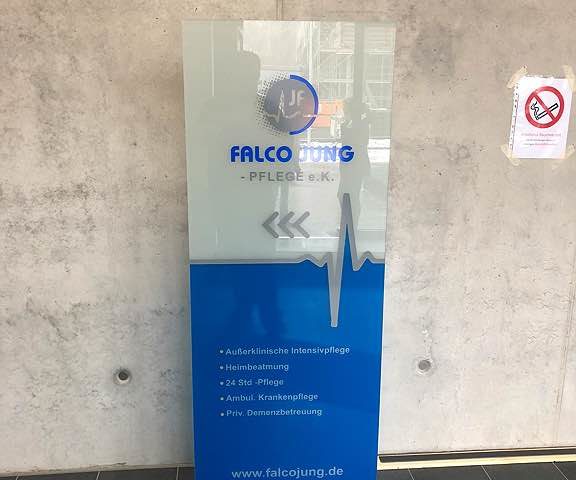 JF
FALCO JUNG
- PFLEGE e.K.
• Außerklinische Intensivpflege
• Heimbeatmung
• 24 Std -Pflege
• Ambul. Krankenpflege
• Priv. Demenzbetreuung
www.falcojung.de